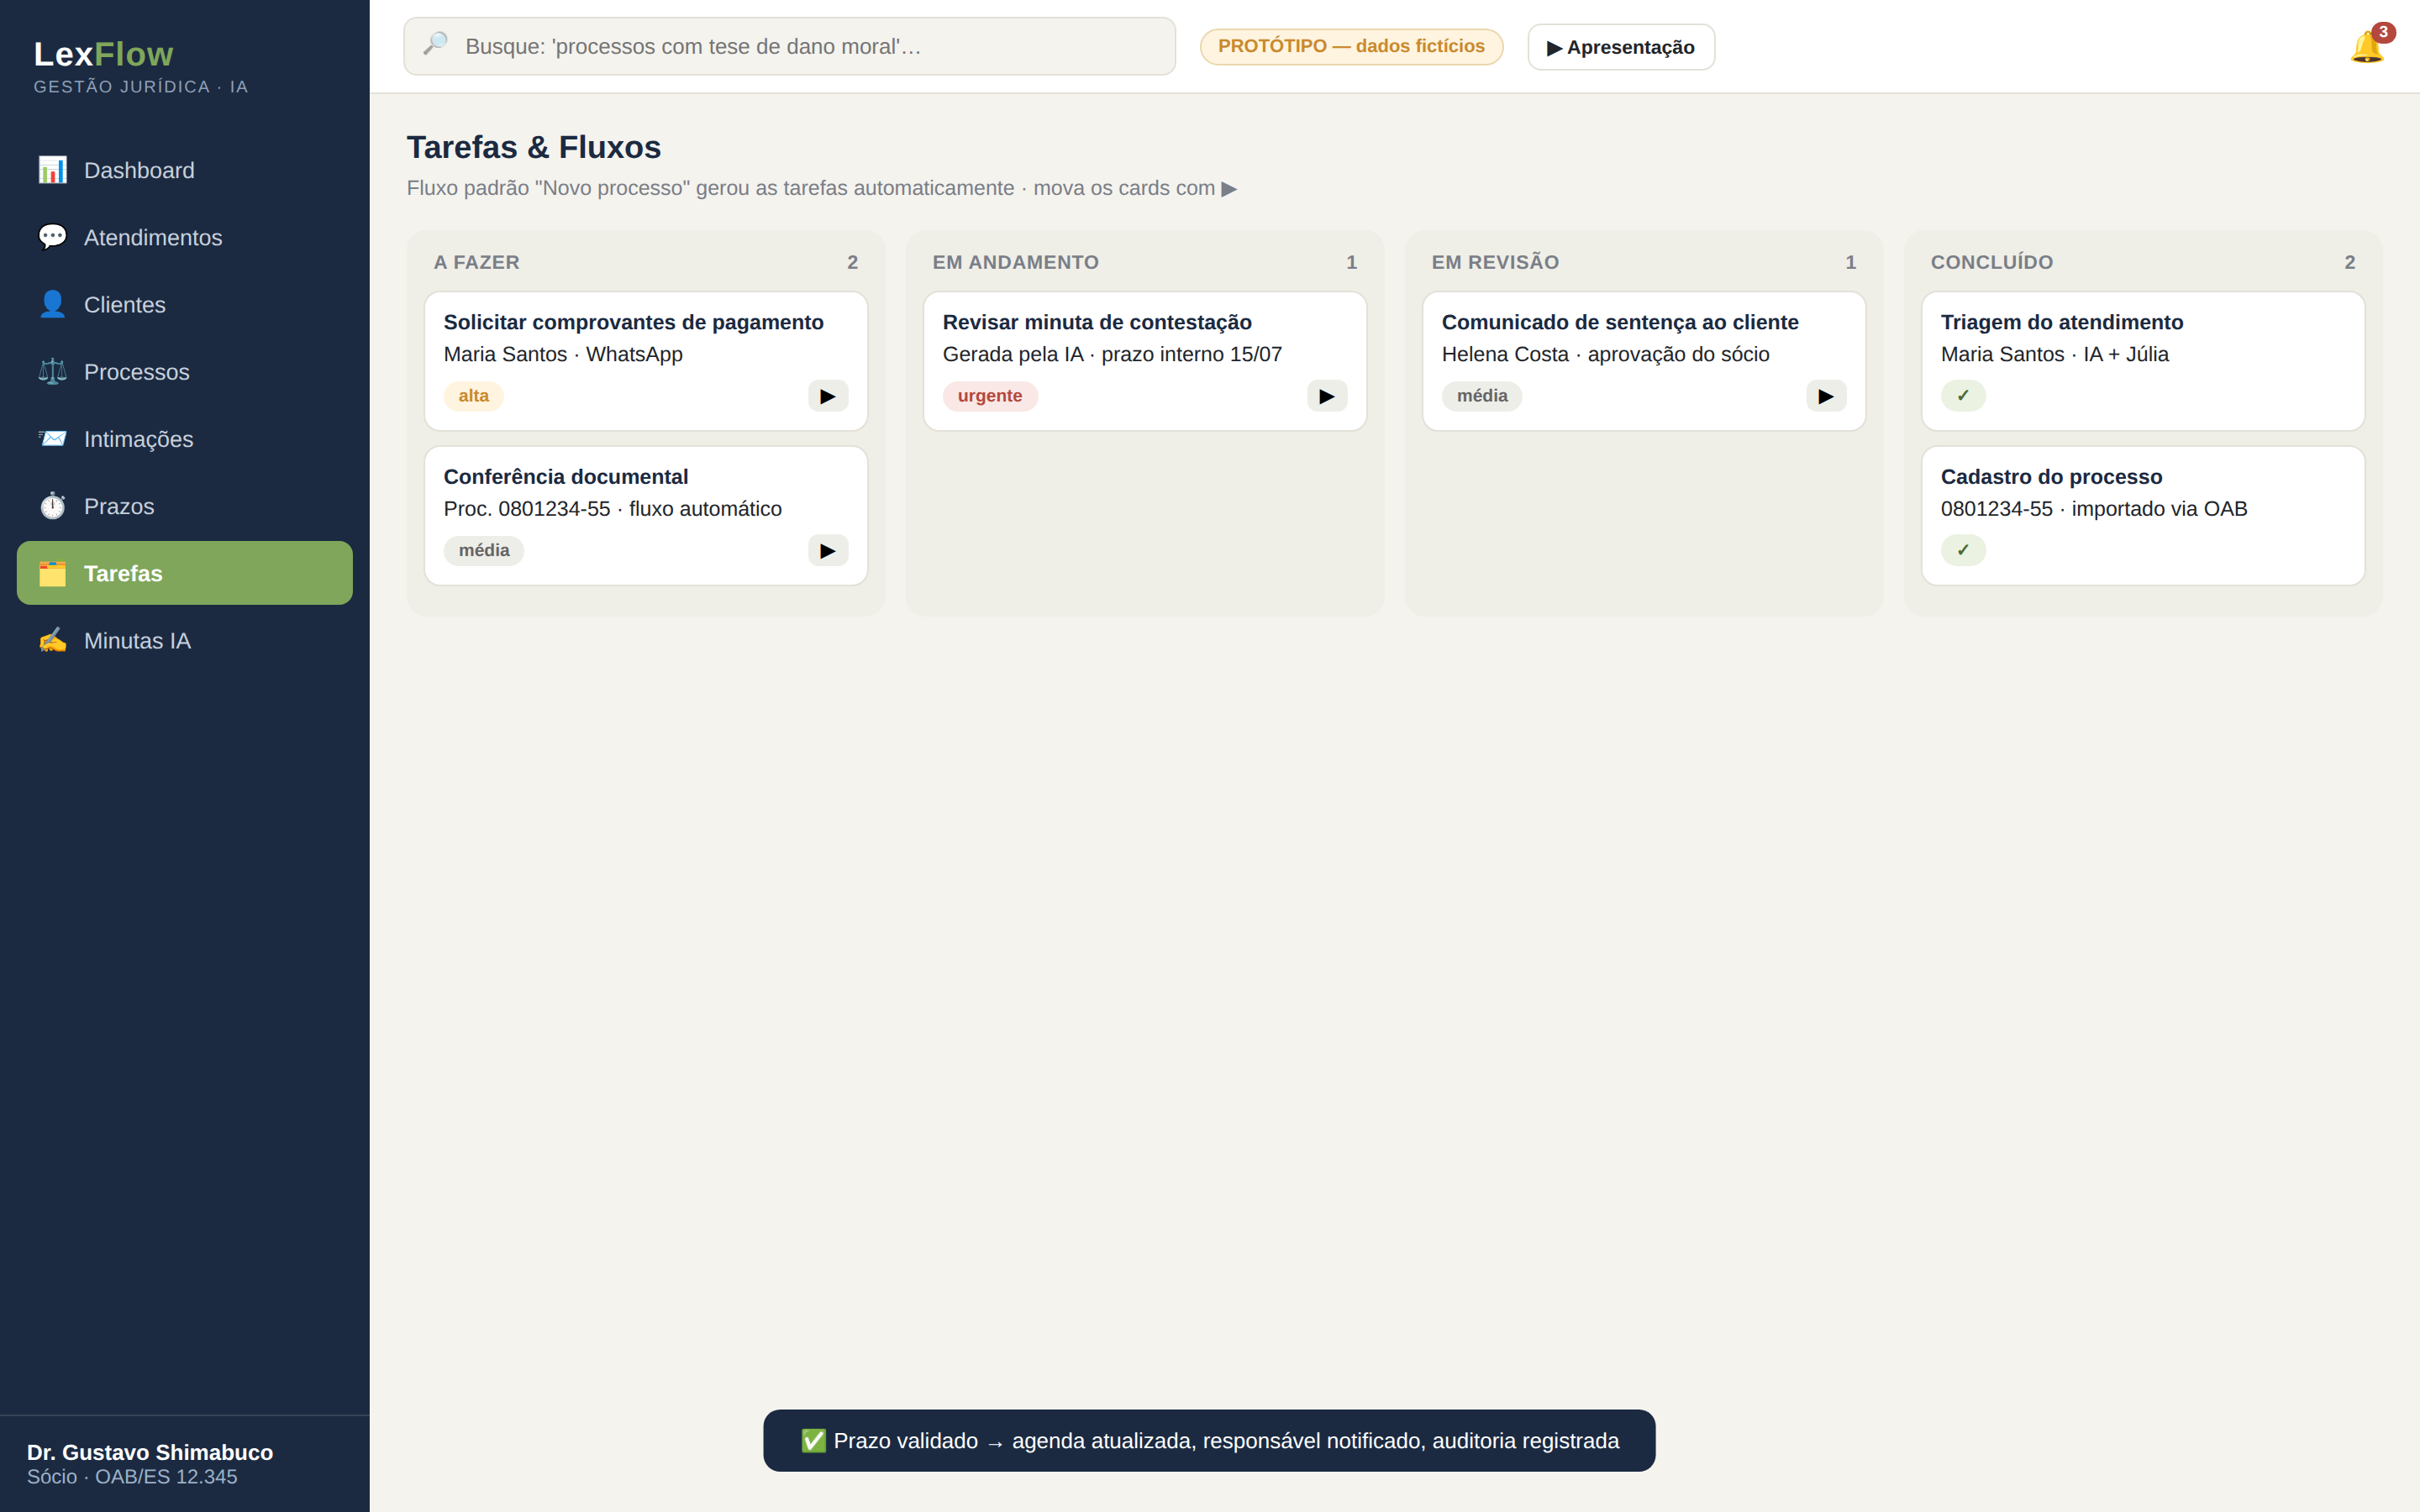 LexFlow
GESTÃO JURÍDICA · IA
Dashboard
Atendimentos
Clientes
Processos
Intimações
Prazos
Tarefas
Minutas IA
Dr. Gustavo Shimabuco
Sócio · OAB/ES 12.345
Busque: 'processos com tese de dano moral'…
PROTÓTIPO — dados fictícios
▶ Apresentação
3
Tarefas & Fluxos
Fluxo padrão "Novo processo" gerou as tarefas automaticamente · mova os cards com ▶
A FAZER 2
Solicitar comprovantes de pagamento
Maria Santos · WhatsApp
alta ▶
Conferência documental
Proc. 0801234-55 · fluxo automático
média ▶
EM ANDAMENTO 1
Revisar minuta de contestação
Gerada pela IA · prazo interno 15/07
urgente ▶
EM REVISÃO 1
Comunicado de sentença ao cliente
Helena Costa · aprovação do sócio
média ▶
CONCLUÍDO 2
Triagem do atendimento
Maria Santos · IA + Júlia
✓
Cadastro do processo
0801234-55 · importado via OAB
✓
✅ Prazo validado → agenda atualizada, responsável notificado, auditoria registrada